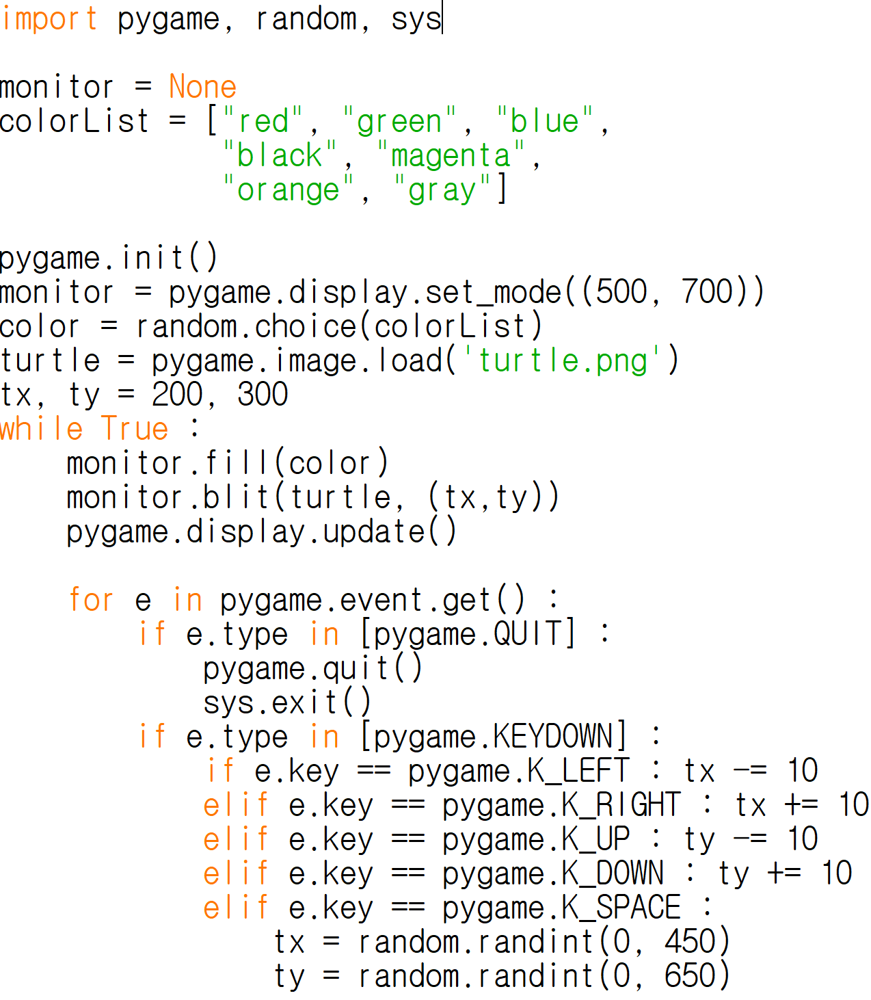 import pygame, random, sys
monitor = None
colorList = ["red", "green", "blue",
"black", "magenta",
"orange", "gray"]
pygame.init()
monitor = pygame.display.set_mode((500, 700))
color = random.choice(colorList)
turtle = pygame.image.load('turtle.png')
tx, ty = 200, 300
while True :
monitor.fill(color)
monitor.blit(turtle, (tx,ty))
pygame.display.update()
for e in pygame.event.get() :
if e.type in [pygame.QUIT] :
pygame.quit()
sys.exit()
if e.type in [pygame.KEYDOWN] :
if e.key == pygame.K_LEFT : tx -= 10
elif e.key == pygame.K_RIGHT : tx += 10
elif e.key == pygame.K_UP : ty -= 10
elif e.key == pygame.K_DOWN : ty += 10
elif e.key == pygame.K_SPACE :
tx = random.randint(0, 450)
ty = random.randint(0, 650)